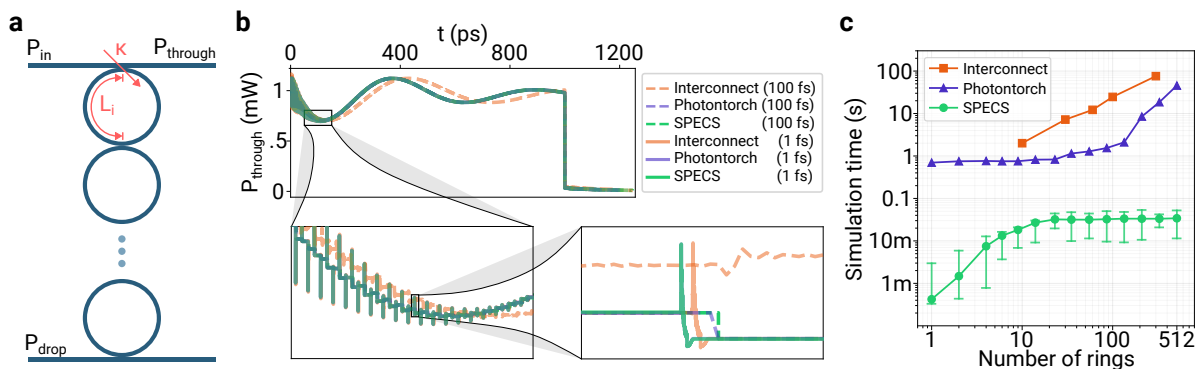 a
P_in
κ
P_through
L_i
P_drop
b
t (ps)
0
400
800
1200
P_through (mW)
1
.5
0
Interconnect (100 fs)
Photontorch (100 fs)
SPECS (100 fs)
Interconnect (1 fs)
Photontorch (1 fs)
SPECS (1 fs)
c
Simulation time (s)
100
10
1
0.1
10m
1m
Interconnect
Photontorch
SPECS
1
10
100
512
Number of rings